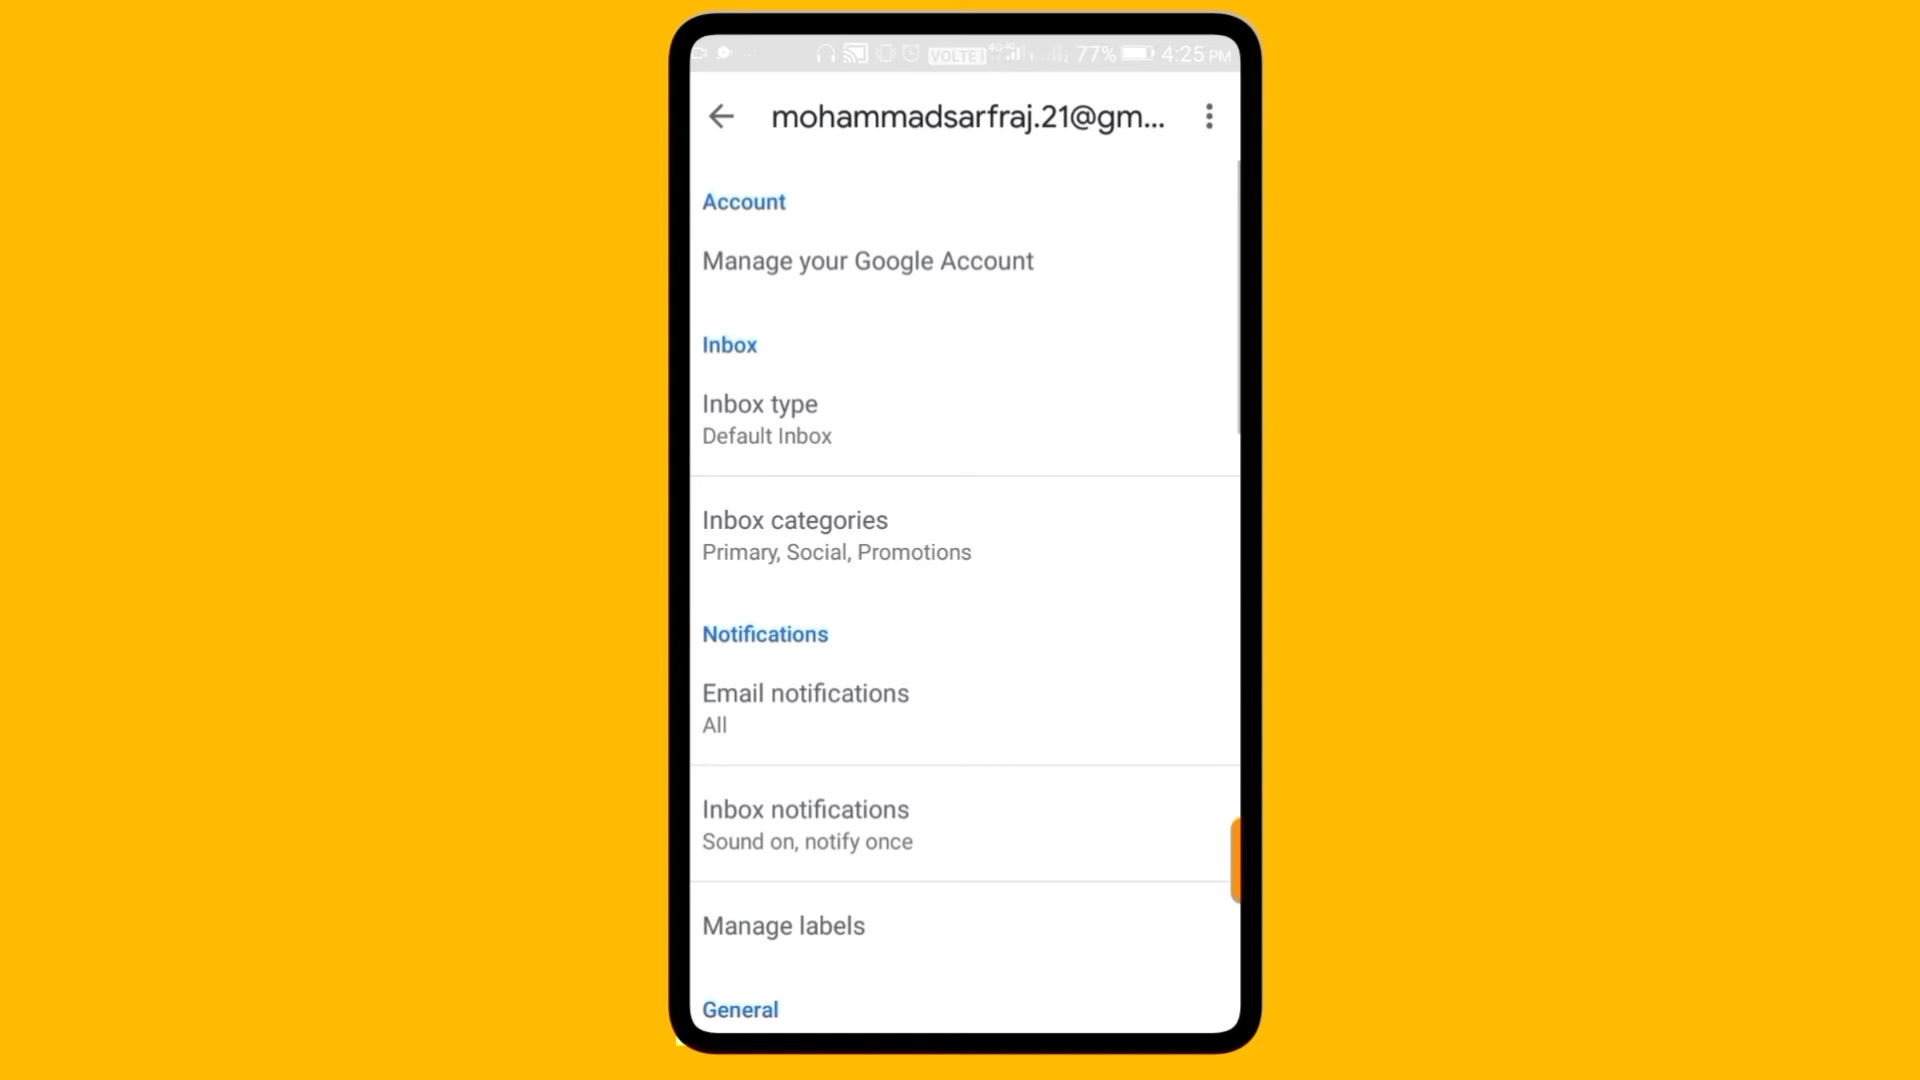 VOLTE 77% 4:25 PM
mohammadsarfraj.21@gm...
Account
Manage your Google Account
Inbox
Inbox type
Default Inbox
Inbox categories
Primary, Social, Promotions
Notifications
Email notifications
All
Inbox notifications
Sound on, notify once
Manage labels
General